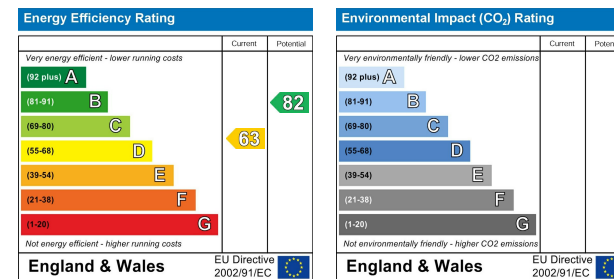 Energy Efficiency Rating
Current Potential
Very energy efficient - lower running costs
(92 plus) A
(81-91) B
82
(69-80) C
63
(55-68) D
(39-54) E
(21-38) F
(1-20) G
Not energy efficient - higher running costs
England & Wales
EU Directive
2002/91/EC
Environmental Impact (CO₂) Rating
Current Poten
Very environmentally friendly - lower CO2 emissions
(92 plus) A
(81-91) B
(69-80) C
(55-68) D
(39-54) E
(21-38) F
(1-20) G
Not environmentally friendly - higher CO2 emissions
England & Wales
EU Directive
2002/91/EC